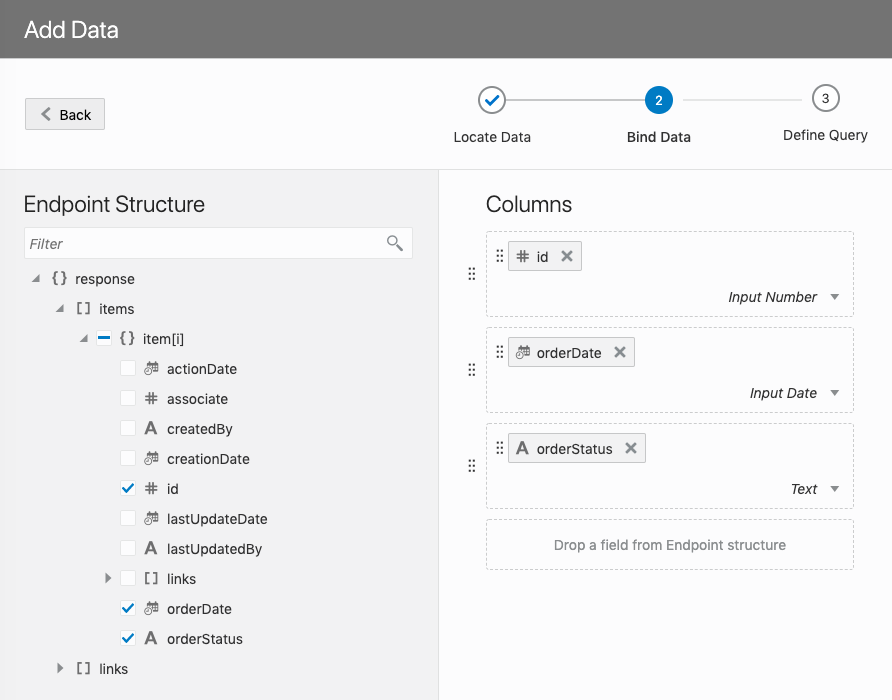 Add Data
Back
2
3
Locate Data
Bind Data
Define Query
Endpoint Structure
Filter
{} response
[] items
{} item[i]
actionDate
# associate
A createdBy
creationDate
# id
lastUpdateDate
A lastUpdatedBy
[] links
orderDate
A orderStatus
[] links
Columns
# id
Input Number
orderDate
Input Date
A orderStatus
Text
Drop a field from Endpoint structure